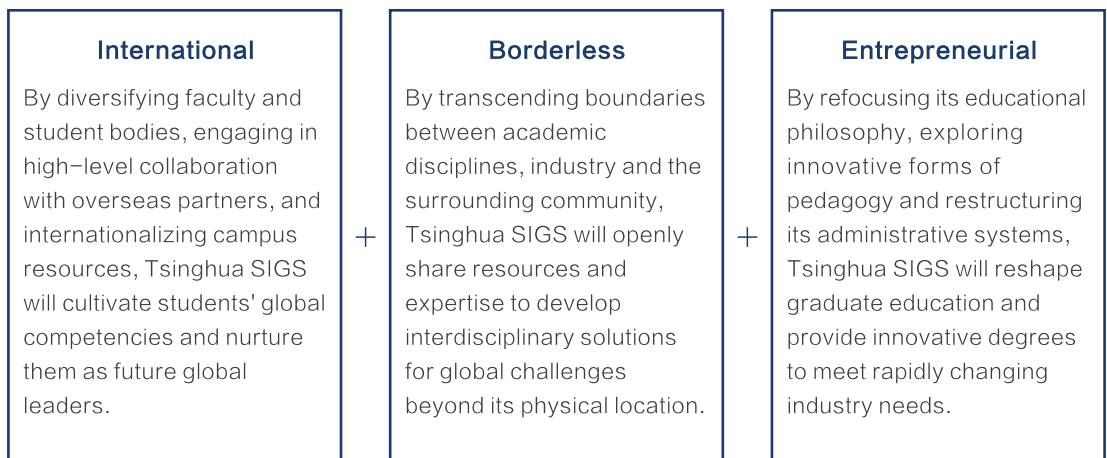 International
By diversifying faculty and
student bodies, engaging in
high-level collaboration
with overseas partners, and
internationalizing campus
resources, Tsinghua SIGS
will cultivate students' global
competencies and nurture
them as future global
leaders.
+
Borderless
By transcending boundaries
between academic
disciplines, industry and the
surrounding community,
Tsinghua SIGS will openly
share resources and
expertise to develop
interdisciplinary solutions
for global challenges
beyond its physical location.
+
Entrepreneurial
By refocusing its educational
philosophy, exploring
innovative forms of
pedagogy and restructuring
its administrative systems,
Tsinghua SIGS will reshape
graduate education and
provide innovative degrees
to meet rapidly changing
industry needs.